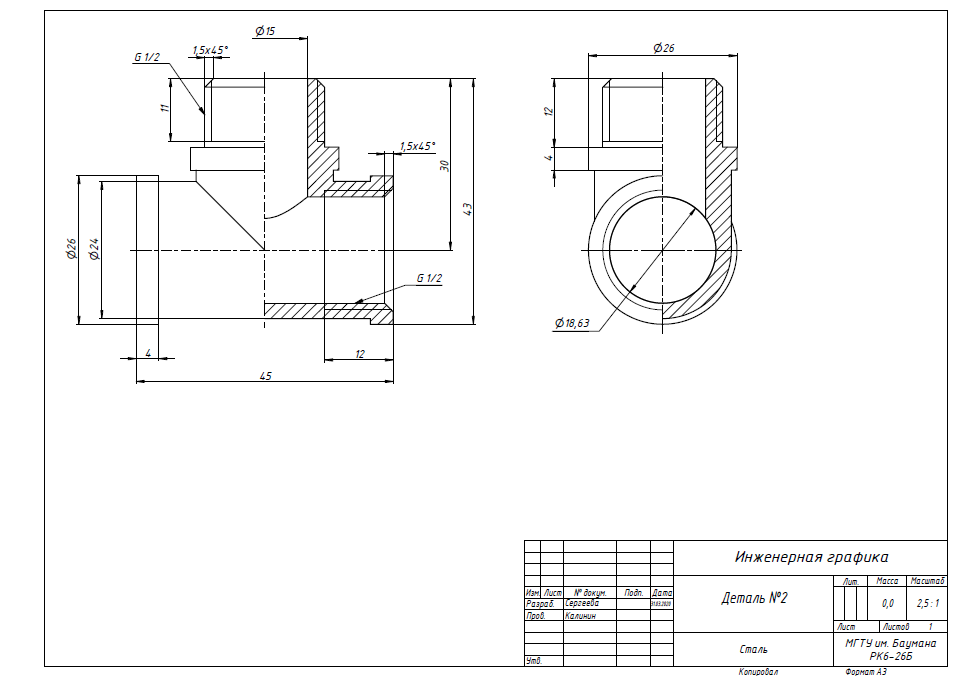 Ø15
1,5x45°
G 1/2
11
1,5x45°
30
43
Ø26
Ø24
G 1/2
4
12
45
Ø26
12
4
Ø18,63
Инженерная графика
Изм. Лист № докум. Подп. Дата
Разраб. Сергеева 31.03.2020
Пров. Калинин
Утв.
Деталь №2
Лит. Масса Масштаб
0,0 2,5 : 1
Лист Листов 1
Сталь
МГТУ им. Баумана
РК6-26Б
Копировал Формат А3